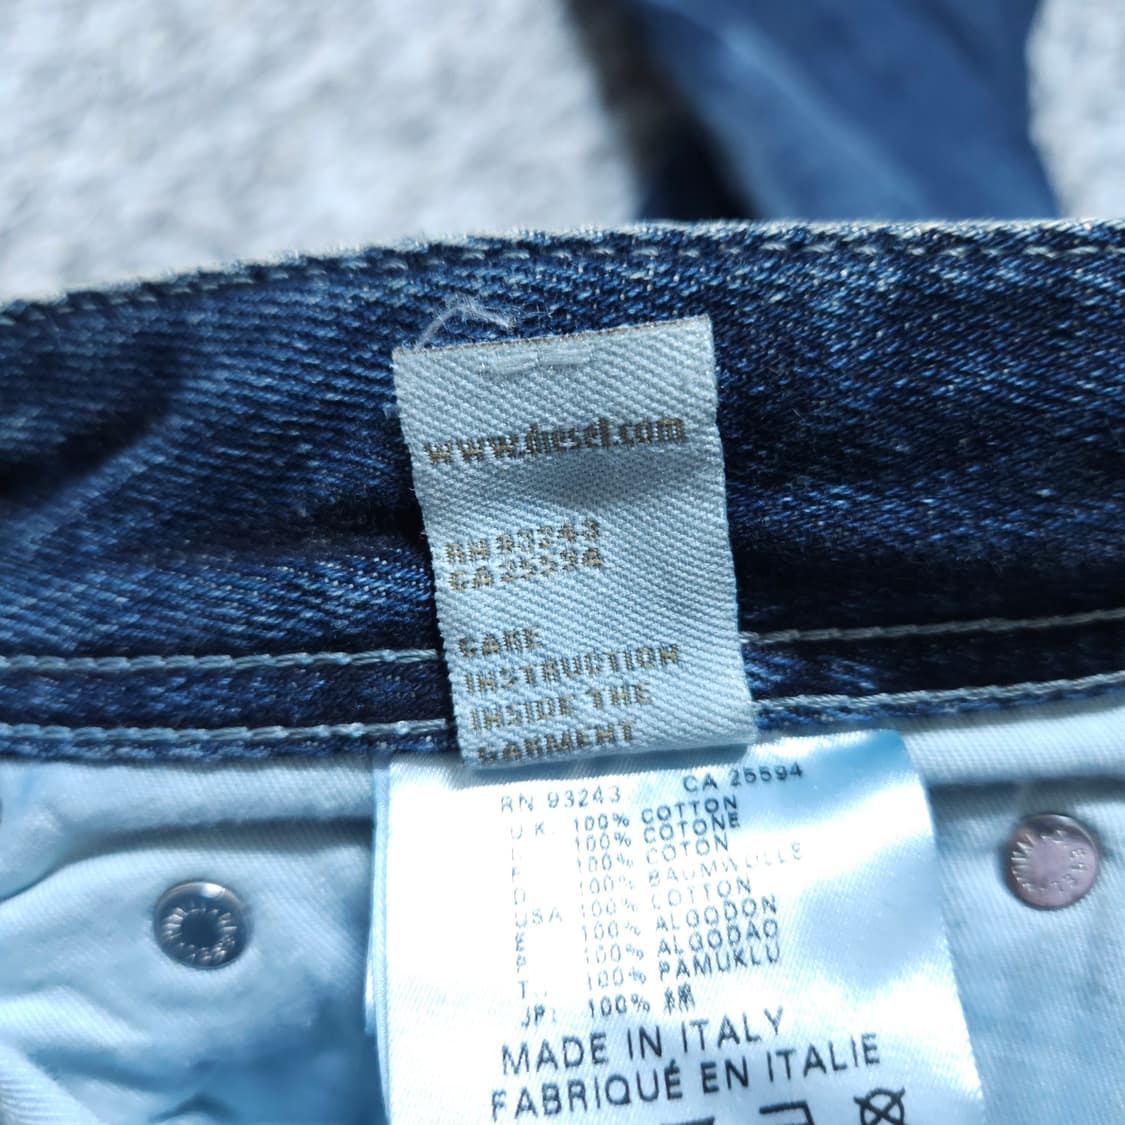 www.diesel.com
RN 93243
CA 25594
CARE
INSTRUCTION
INSIDE THE
GARMENT
RN 93243 CA 25594
U.K. 100% COTTON
I. 100% COTONE
F. 100% COTON
D. 100% BAUMWOLLE
USA 100% COTTON
E. 100% ALGODON
P. 100% ALGODAO
T.. 100% PAMUKLU
JP: 100% 綿
MADE IN ITALY
FABRIQUÉ EN ITALIE